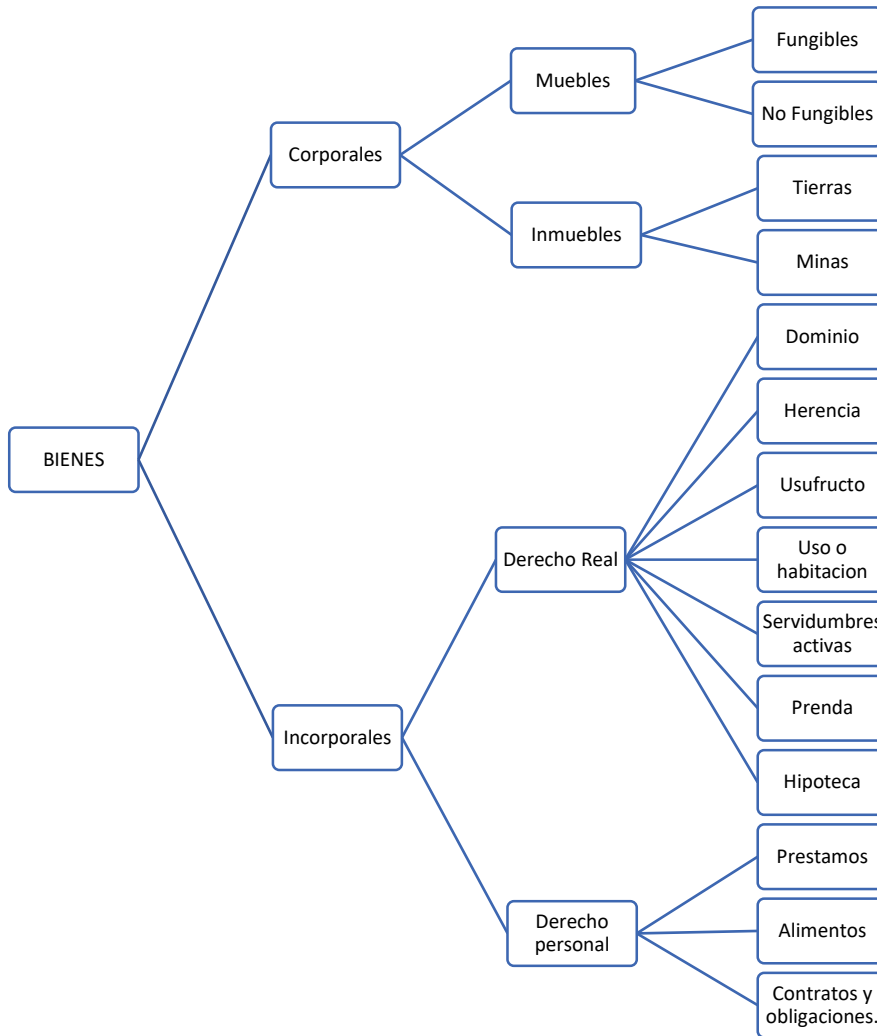 BIENES
Corporales
Muebles
Fungibles
No Fungibles
Inmuebles
Tierras
Minas
Incorporales
Derecho Real
Dominio
Herencia
Usufructo
Uso o
habitacion
Servidumbres
activas
Prenda
Hipoteca
Derecho
personal
Prestamos
Alimentos
Contratos y
obligaciones.